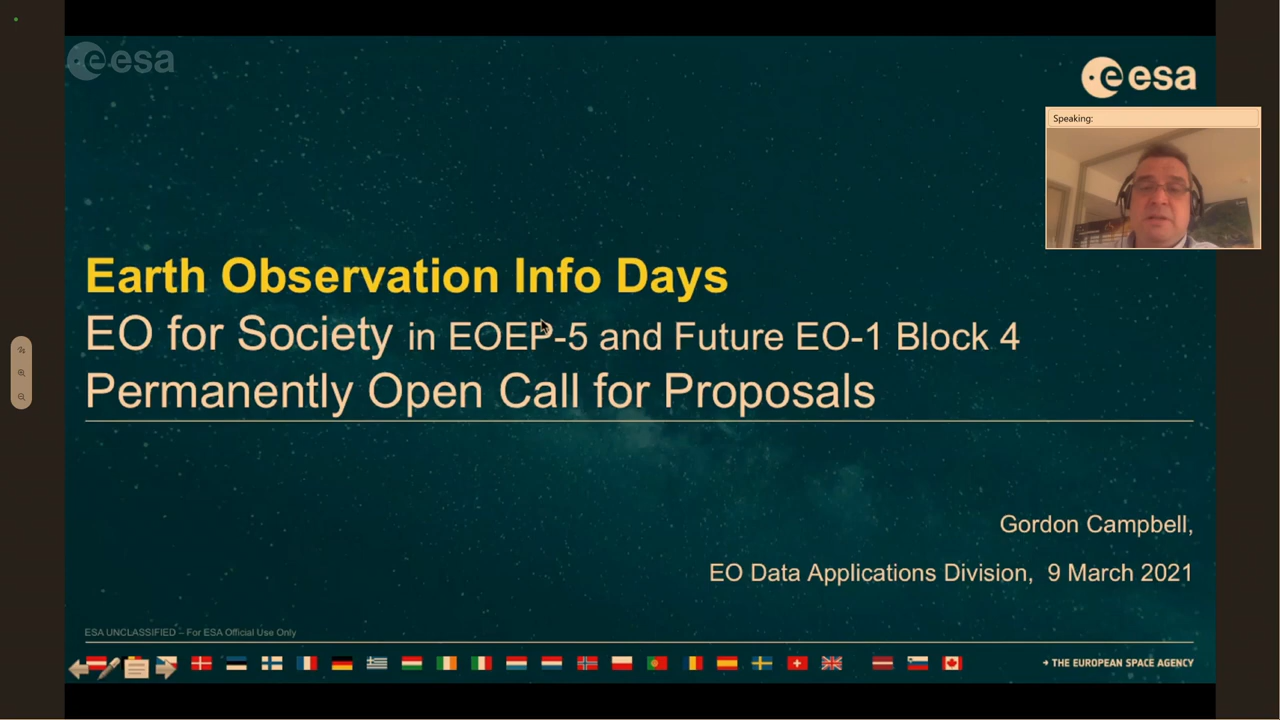 esa
esa
Speaking:
Earth Observation Info Days
EO for Society in EOEP-5 and Future EO-1 Block 4
Permanently Open Call for Proposals
Gordon Campbell,
EO Data Applications Division, 9 March 2021
ESA UNCLASSIFIED – For ESA Official Use Only
→ THE EUROPEAN SPACE AGENCY